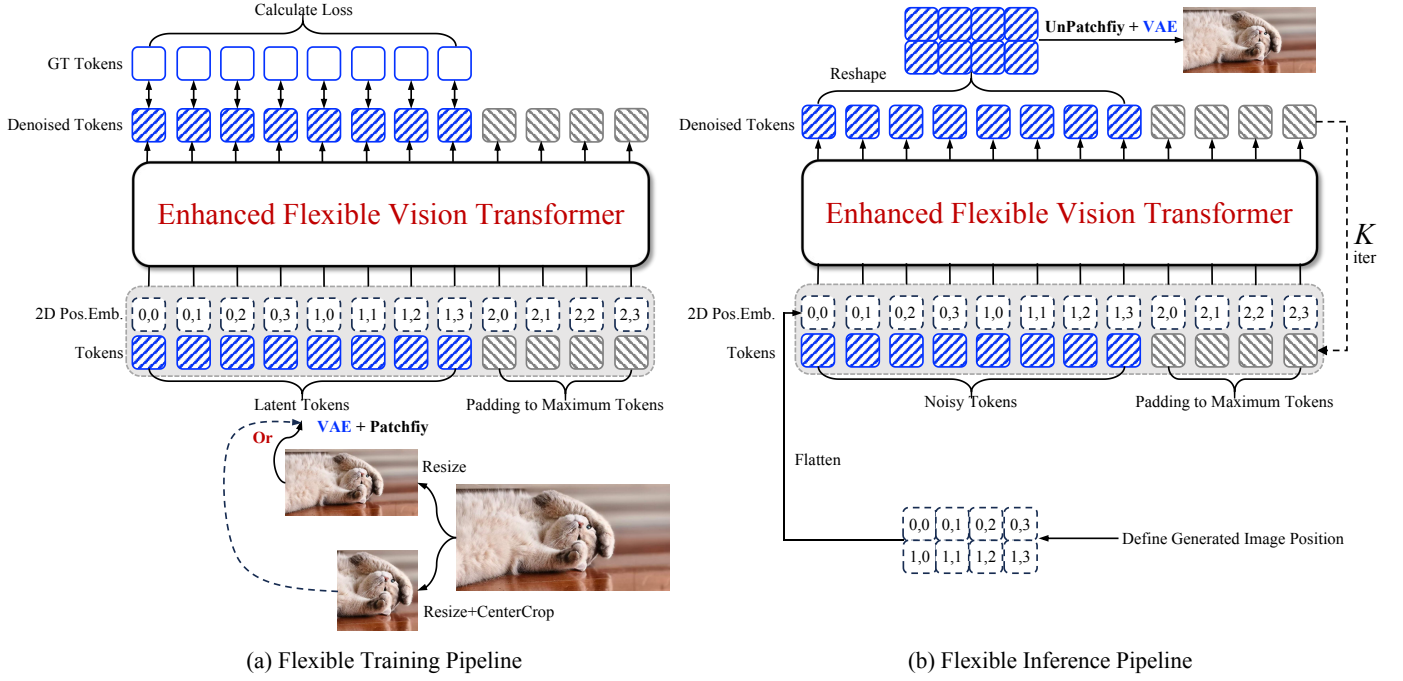 Calculate Loss
GT Tokens
Denoised Tokens
Enhanced Flexible Vision Transformer
2D Pos.Emb.
0,0 0,1 0,2 0,3 1,0 1,1 1,2 1,3 2,0 2,1 2,2 2,3
Tokens
Latent Tokens
Padding to Maximum Tokens
VAE + Patchfiy
Or
Resize
Resize+CenterCrop
(a) Flexible Training Pipeline
UnPatchfiy + VAE
Reshape
Denoised Tokens
Enhanced Flexible Vision Transformer
K
iter
2D Pos.Emb.
0,0 0,1 0,2 0,3 1,0 1,1 1,2 1,3 2,0 2,1 2,2 2,3
Tokens
Noisy Tokens
Padding to Maximum Tokens
Flatten
0,0 0,1 0,2 0,3
1,0 1,1 1,2 1,3
Define Generated Image Position
(b) Flexible Inference Pipeline